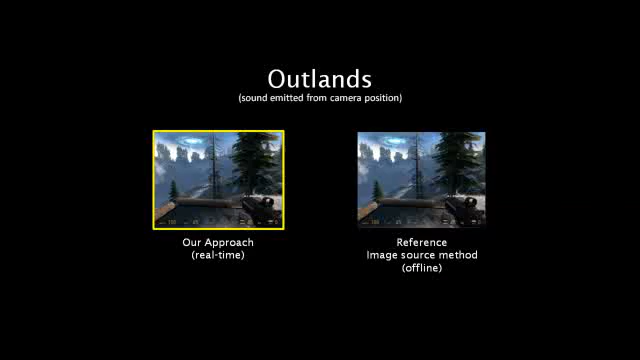 Outlands
(sound emitted from camera position)
Our Approach
(real-time)
Reference
Image source method
(offline)